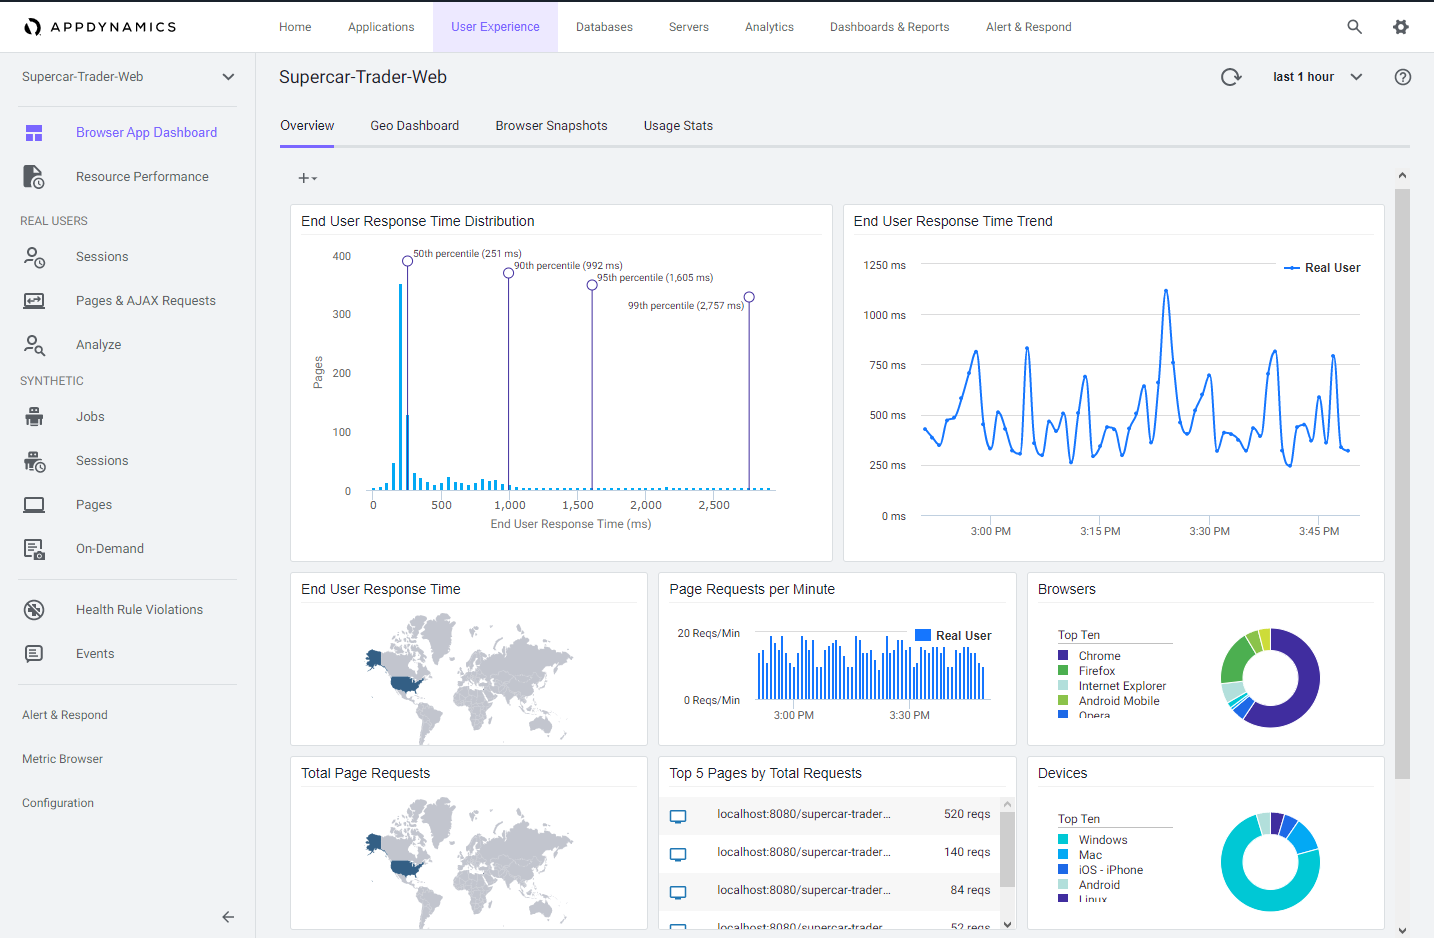 APPDYNAMICS
Home
Applications
User Experience
Databases
Servers
Analytics
Dashboards & Reports
Alert & Respond
Supercar-Trader-Web
Browser App Dashboard
Resource Performance
REAL USERS
Sessions
Pages & AJAX Requests
Analyze
SYNTHETIC
Jobs
Sessions
Pages
On-Demand
Health Rule Violations
Events
Alert & Respond
Metric Browser
Configuration
Supercar-Trader-Web
last 1 hour
Overview
Geo Dashboard
Browser Snapshots
Usage Stats
End User Response Time Distribution
400
300
200
100
0
Pages
50th percentile (251 ms)
90th percentile (992 ms)
95th percentile (1,605 ms)
99th percentile (2,757 ms)
0
500
1,000
1,500
2,000
2,500
End User Response Time (ms)
End User Response Time Trend
Real User
1250 ms
1000 ms
750 ms
500 ms
250 ms
0 ms
3:00 PM
3:15 PM
3:30 PM
3:45 PM
End User Response Time
Page Requests per Minute
20 Reqs/Min
Real User
0 Reqs/Min
3:00 PM
3:30 PM
Browsers
Top Ten
Chrome
Firefox
Internet Explorer
Android Mobile
Opera
Total Page Requests
Top 5 Pages by Total Requests
localhost:8080/supercar-trader... 520 reqs
localhost:8080/supercar-trader... 140 reqs
localhost:8080/supercar-trader... 84 reqs
localhost:8080/supercar-trader... 52 reqs
Devices
Top Ten
Windows
Mac
iOS - iPhone
Android
Linux